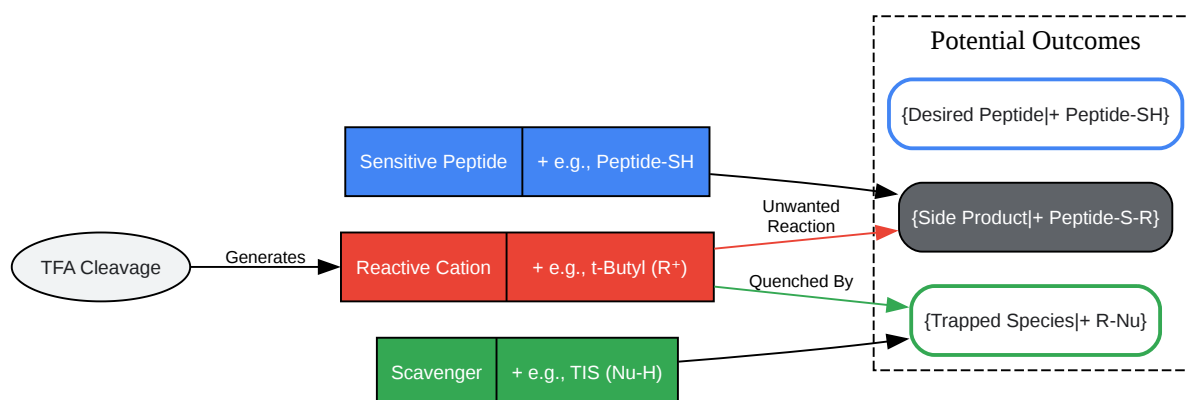 Potential Outcomes
{Desired Peptide|+ Peptide-SH}
Sensitive Peptide
+ e.g., Peptide-SH
Unwanted
Reaction
{Side Product|+ Peptide-S-R}
TFA Cleavage
Generates
Reactive Cation
+ e.g., t-Butyl (R⁺)
Quenched By
{Trapped Species|+ R-Nu}
Scavenger
+ e.g., TIS (Nu-H)